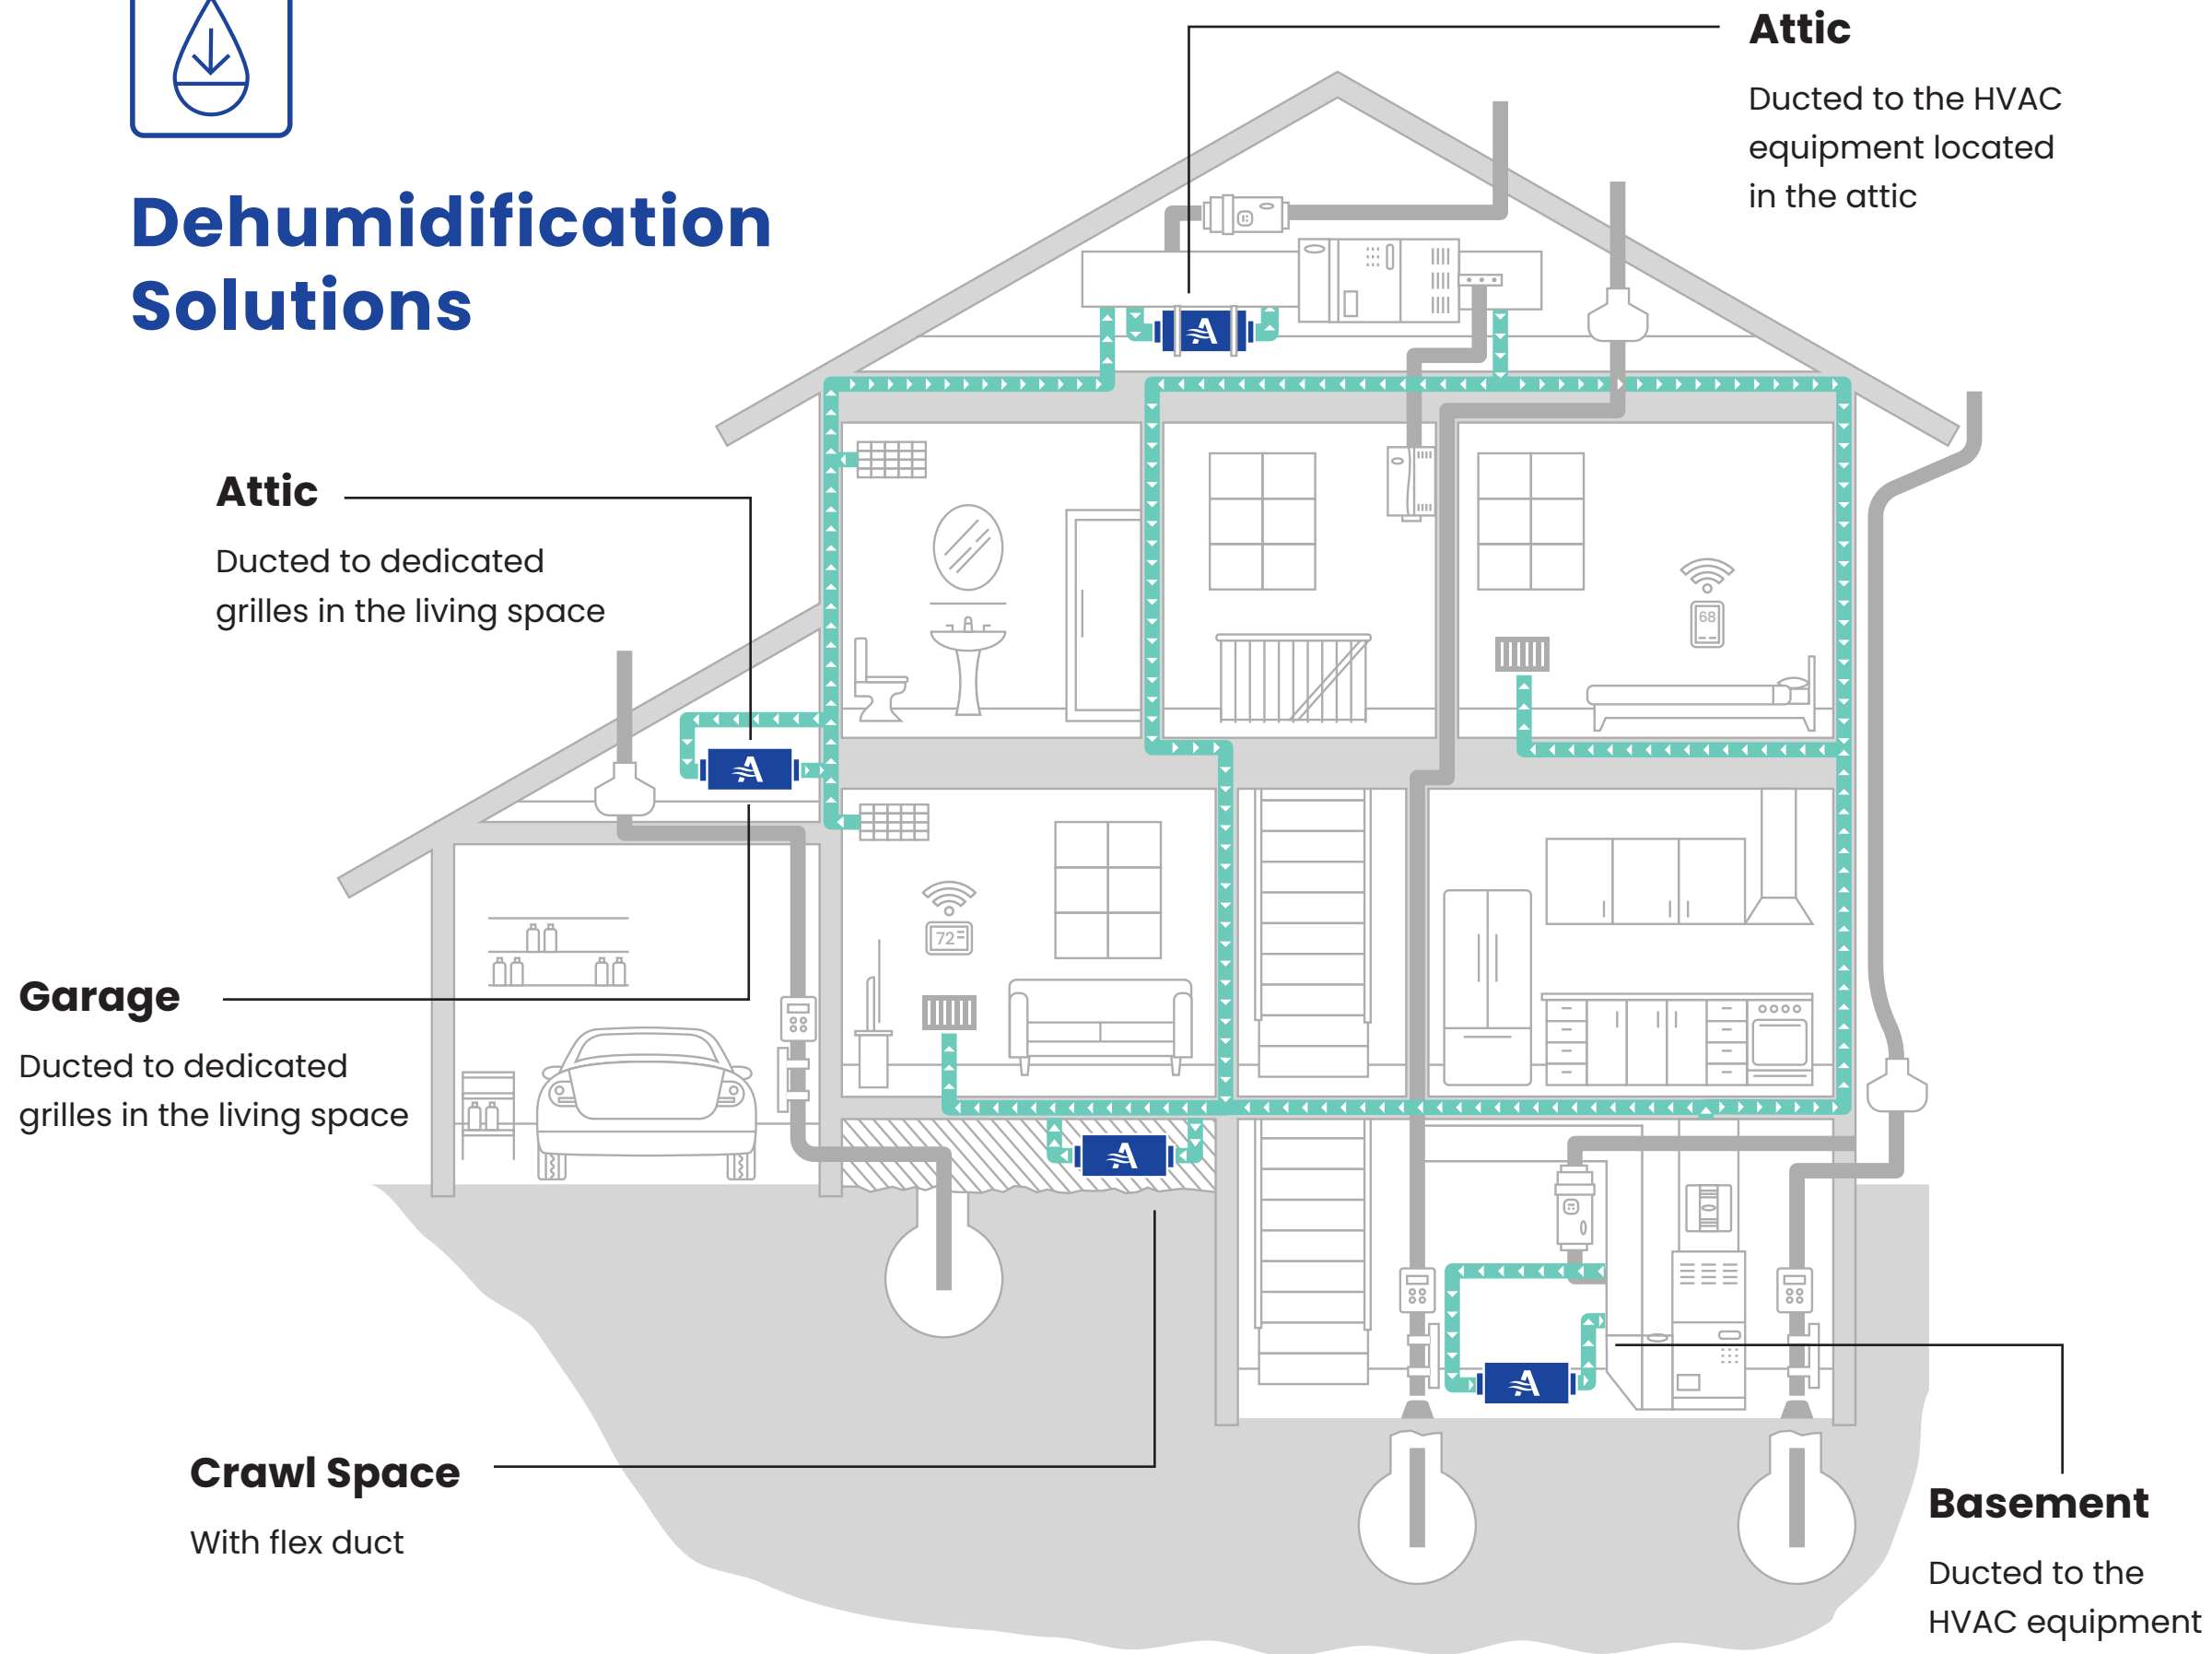 Dehumidification
Solutions
Attic
Ducted to the HVAC
equipment located
in the attic
Attic
Ducted to dedicated
grilles in the living space
68
72
Garage
Ducted to dedicated
grilles in the living space
Crawl Space
With flex duct
Basement
Ducted to the
HVAC equipment
A
A
A
A